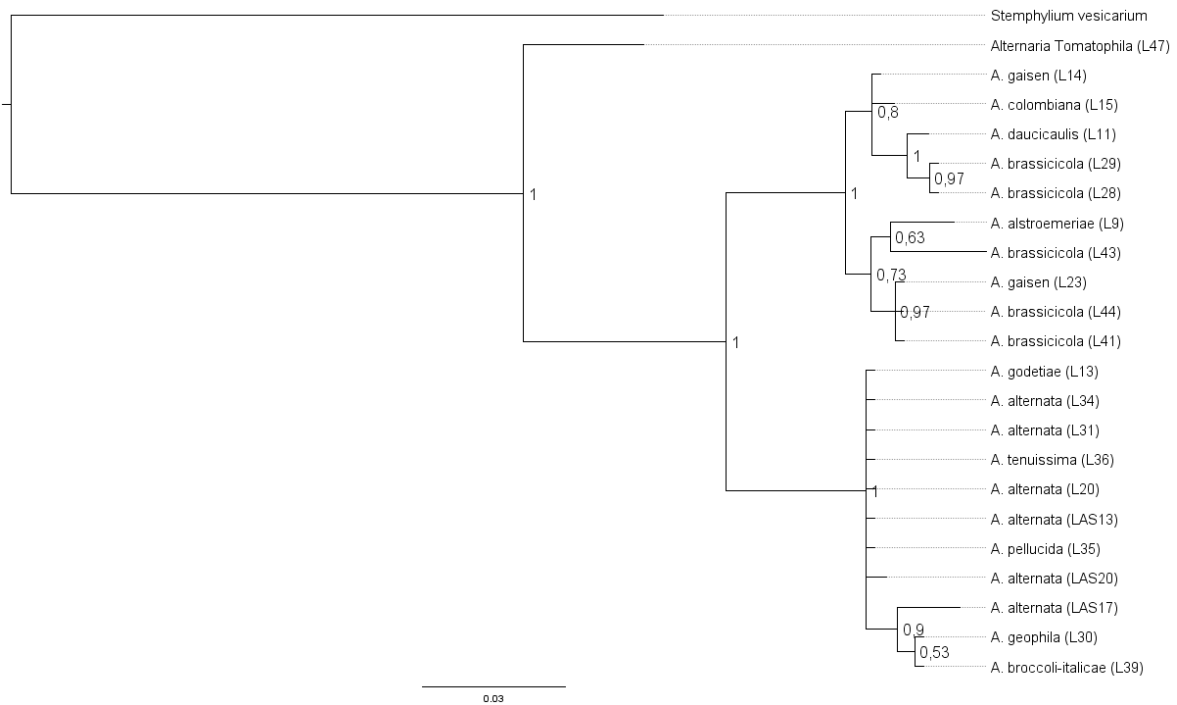 Stemphylium vesicarium
Alternaria Tomatophila (L47)
A. gaisen (L14)
A. colombiana (L15)
0,8
A. daucicaulis (L11)
1
A. brassicicola (L29)
0,97
A. brassicicola (L28)
1
1
A. alstroemeriae (L9)
0,63
A. brassicicola (L43)
0,73
A. gaisen (L23)
A. brassicicola (L44)
0,97
A. brassicicola (L41)
1
A. godetiae (L13)
A. alternata (L34)
A. alternata (L31)
A. tenuissima (L36)
A. alternata (L20)
1
A. alternata (LAS13)
A. pellucida (L35)
A. alternata (LAS20)
A. alternata (LAS17)
0,9
A. geophila (L30)
0,53
A. broccoli-italicae (L39)
0.03